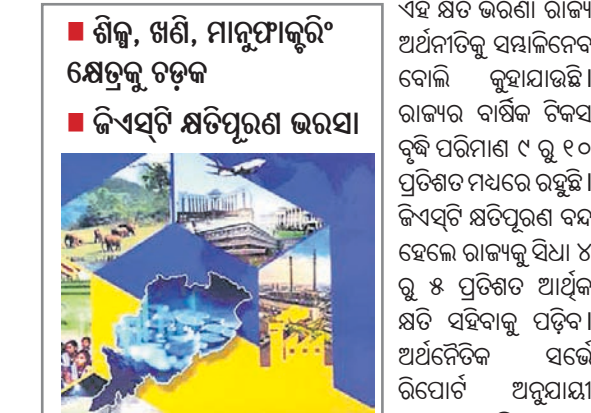 ଶିଳ୍ପ, ଖଣି, ମାନୁଫାକ୍ଚରିଂ
କ୍ଷେତ୍ରକୁ ଚଡ଼କ
ଜିଏସ୍‌ଟି କ୍ଷତିପୂରଣ ଭରସା
ଏହି କ୍ଷତି ଭରଣା ରାଜ୍ୟ
ଅର୍ଥନୀତିକୁ ସମ୍ଭାଳିନେବ
ବୋଲି କୁହାଯାଉଛି।
ରାଜ୍ୟର ବାର୍ଷିକ ଟିକସ
ବୃଦ୍ଧି ପରିମାଣ ୯ ରୁ ୧୦
ପ୍ରତିଶତ ମଧ୍ୟରେ ରହୁଛି।
ଜିଏସ୍‌ଟି କ୍ଷତିପୂରଣ ବନ୍ଦ
ହେଲେ ରାଜ୍ୟକୁ ସିଧା ୪
ରୁ ୫ ପ୍ରତିଶତ ଆର୍ଥିକ
କ୍ଷତି ସହିବାକୁ ପଡ଼ିବ।
ଅର୍ଥନୈତିକ ସର୍ଭେ
ରିପୋର୍ଟ ଅନୁଯାୟୀ